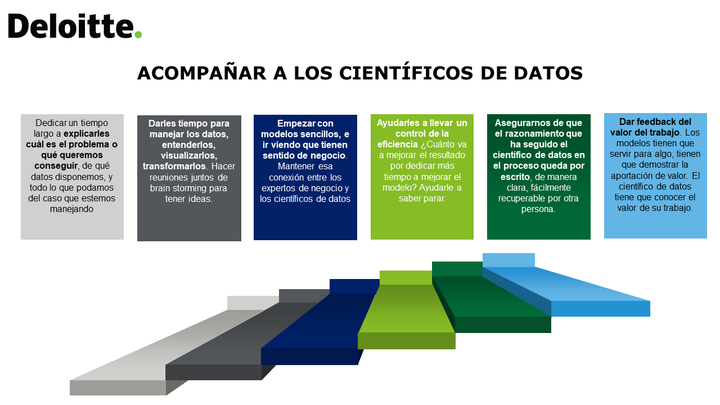 Deloitte.
ACOMPAÑAR A LOS CIENTÍFICOS DE DATOS
Dedicar un tiempo
largo a explicarles
cuál es el problema o
qué queremos
conseguir, de qué
datos disponemos, y
todo lo que podamos
del caso que estemos
manejando
Darles tiempo para
manejar los datos,
entenderlos,
visualizarlos,
transformarlos. Hacer
reuniones juntos de
brain storming para
tener ideas.
Empezar con
modelos sencillos, e
ir viendo que tienen
sentido de negocio.
Mantener esa
conexión entre los
expertos de negocio y
los científicos de datos
Ayudarles a llevar un
control de la
eficiencia ¿Cuánto va
a mejorar el resultado
por dedicar más
tiempo a mejorar el
modelo? Ayudarle a
saber parar.
Asegurarnos de que
el razonamiento que
ha seguido el
científico de datos en
el proceso queda por
escrito, de manera
clara, fácilmente
recuperable por otra
persona.
Dar feedback del
valor del trabajo. Los
modelos tienen que
servir para algo, tienen
que demostrar la
aportación de valor. El
científico de datos
tiene que conocer el
valor de su trabajo.